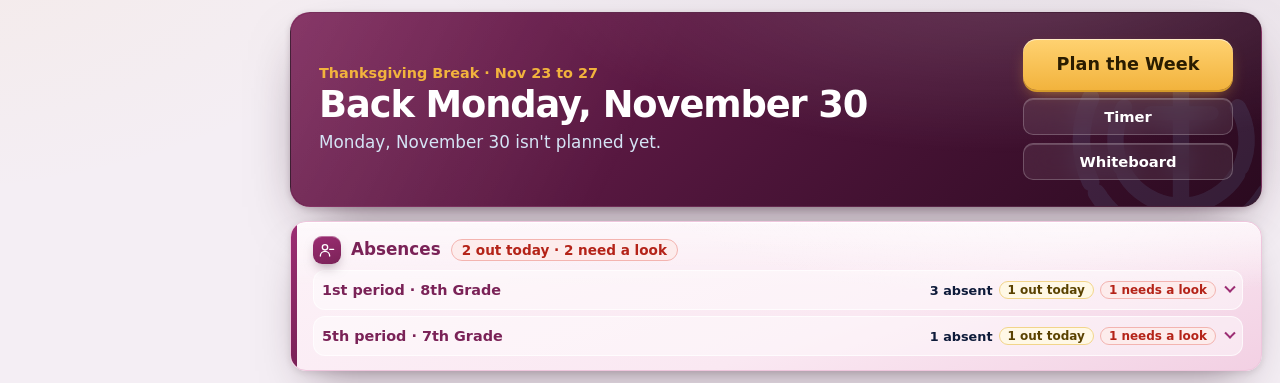 Thanksgiving Break · Nov 23 to 27
Back Monday, November 30
Monday, November 30 isn't planned yet.
Plan the Week
Timer
Whiteboard
Absences 2 out today · 2 need a look
1st period · 8th Grade 3 absent 1 out today 1 needs a look
5th period · 7th Grade 1 absent 1 out today 1 needs a look